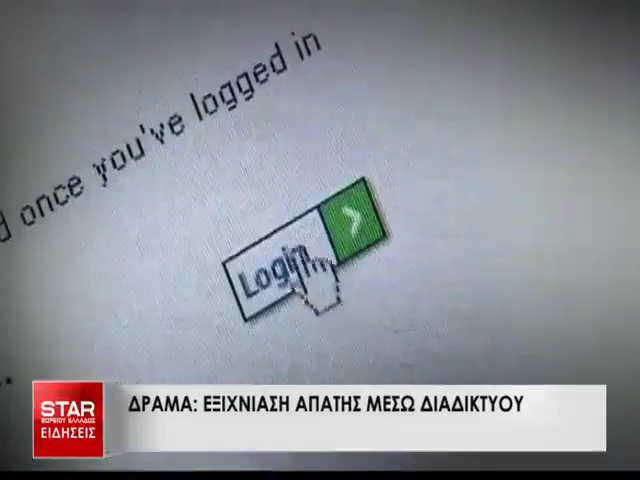 once you've logged in
Login
STAR
ΒΟΡΕΙΟΥ ΕΛΛΑΔΟΣ
ΕΙΔΗΣΕΙΣ
ΔΡΑΜΑ: ΕΞΙΧΝΙΑΣΗ ΑΠΑΤΗΣ ΜΕΣΩ ΔΙΑΔΙΚΤΥΟΥ